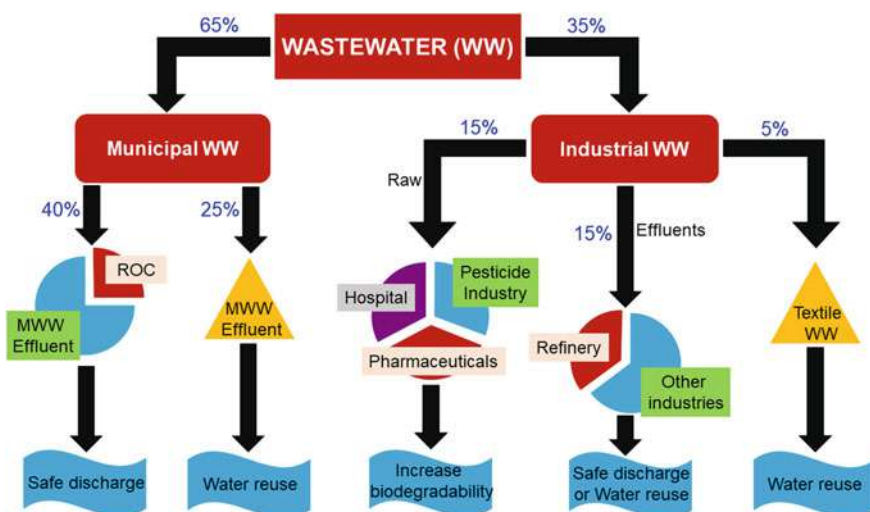 65%
WASTEWATER (WW)
35%
Municipal WW
15%
Industrial WW
5%
Raw
40%
25%
15%
Effluents
ROC
MWW
Effluent
MWW
Effluent
Hospital
Pesticide
Industry
Pharmaceuticals
Refinery
Other
industries
Textile
WW
Safe discharge
Water reuse
Increase
biodegradability
Safe discharge
or Water reuse
Water reuse